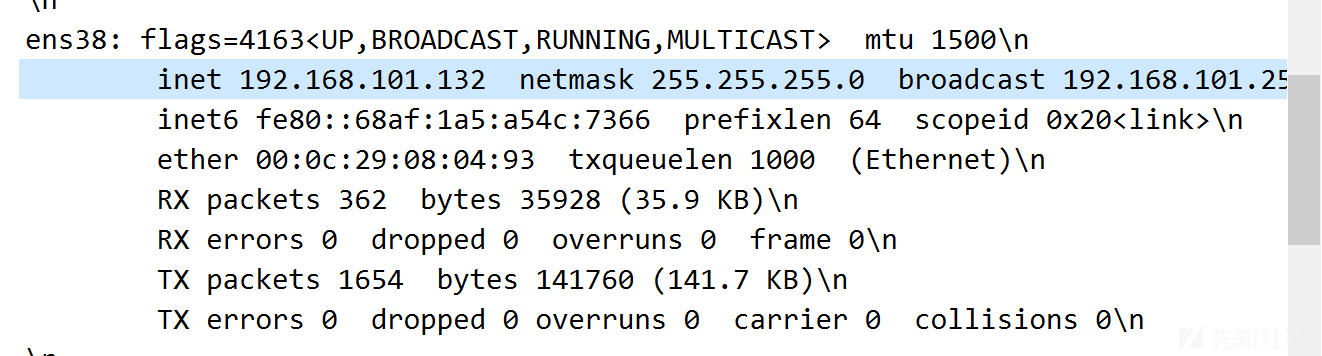 \n
ens38: flags=4163<UP,BROADCAST,RUNNING,MULTICAST>  mtu 1500\n
inet 192.168.101.132  netmask 255.255.255.0  broadcast 192.168.101.25
inet6 fe80::68af:1a5:a54c:7366  prefixlen 64  scopeid 0x20<link>\n
ether 00:0c:29:08:04:93  txqueuelen 1000  (Ethernet)\n
RX packets 362  bytes 35928 (35.9 KB)\n
RX errors 0  dropped 0  overruns 0  frame 0\n
TX packets 1654  bytes 141760 (141.7 KB)\n
TX errors 0  dropped 0 overruns 0  carrier 0  collisions 0\n
\n
先知社区